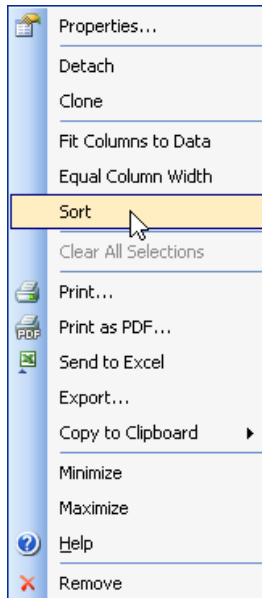 Properties...
Detach
Clone
Fit Columns to Data
Equal Column Width
Sort
Clear All Selections
Print...
PDF Print as PDF...
Send to Excel
Export...
Copy to Clipboard
Minimize
Maximize
? Help
Remove